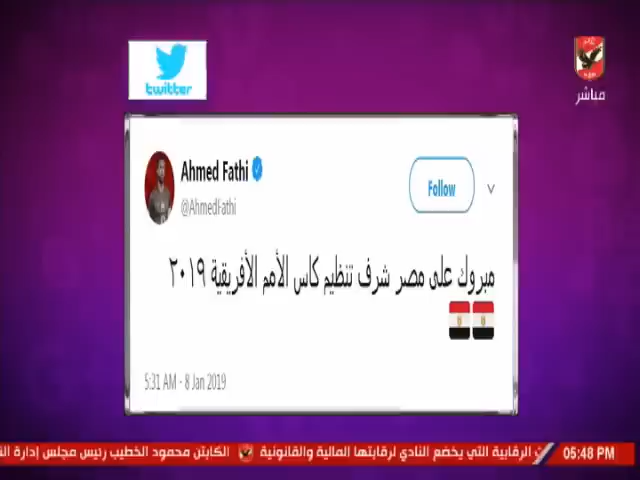 twitter
مباشر
Ahmed Fathi
@AhmedFathi
Follow
مبروك على مصر شرف تنظيم كاس الأمم الأفريقية ٢٠١٩
5:31 AM - 8 Jan 2019
الرقابية التي يخضع النادي لرقابتها المالية والقانونية
الكابتن محمود الخطيب رئيس مجلس إدارة
05:48 PM